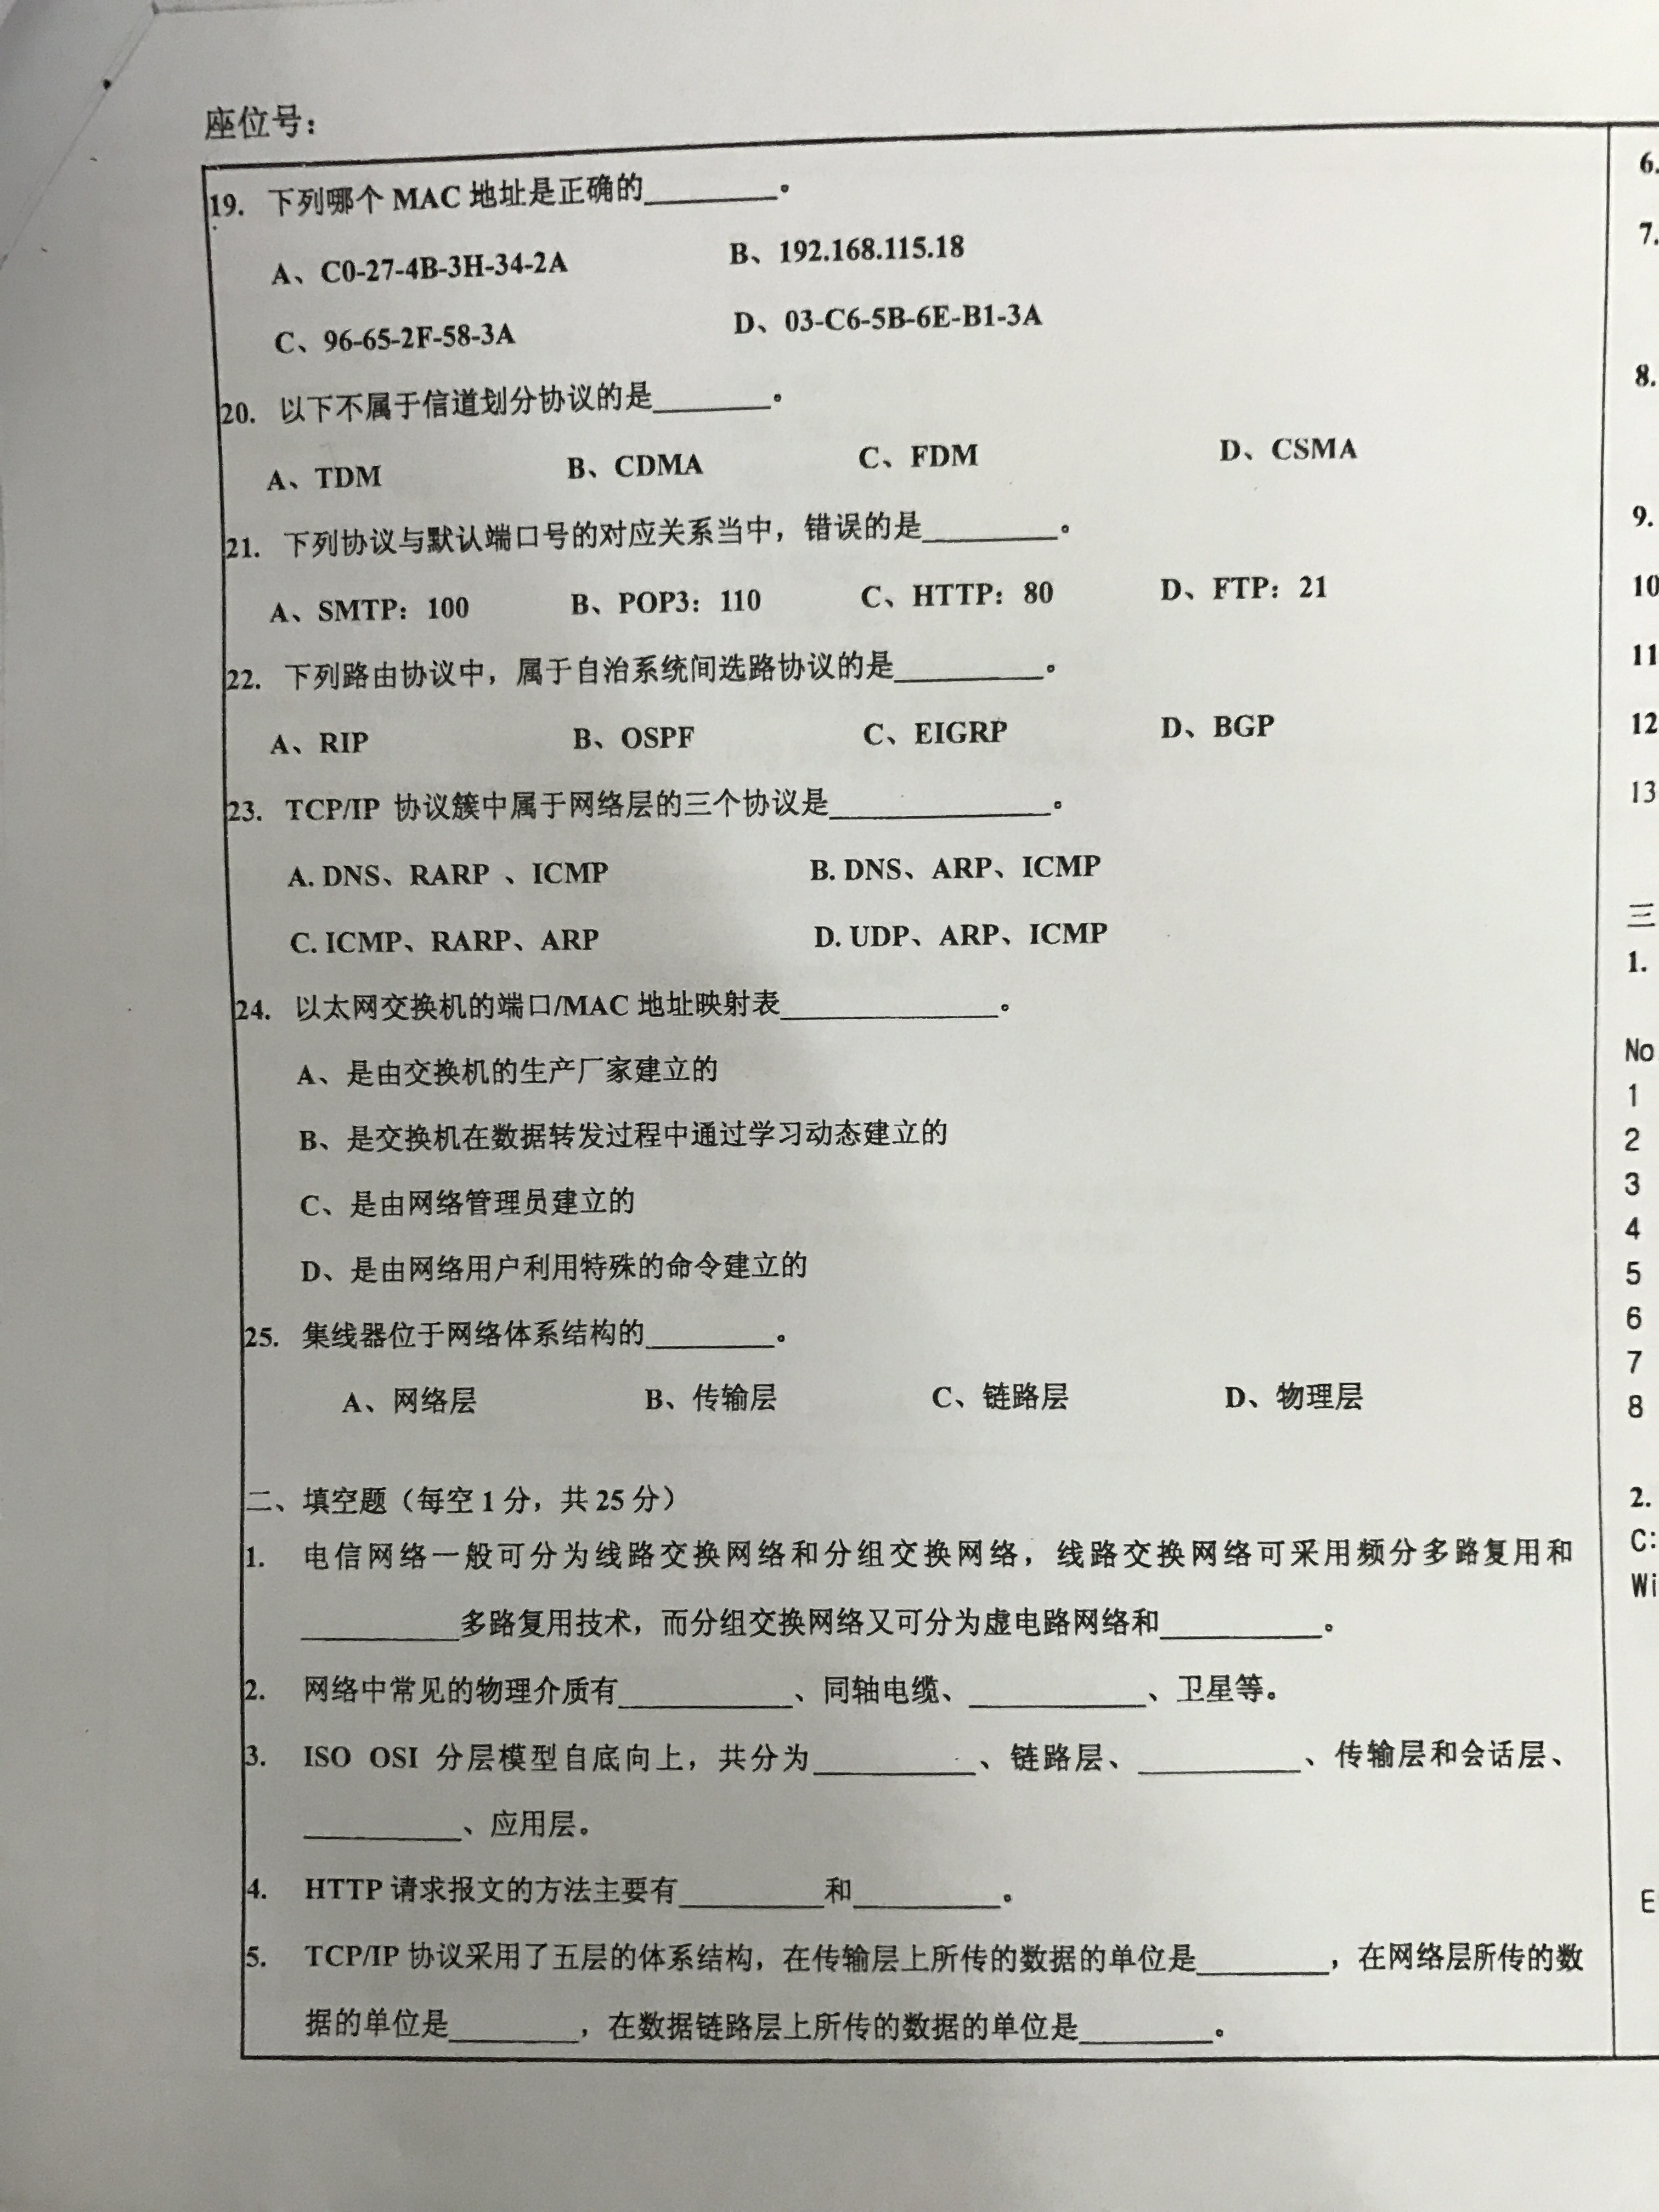 座位号：
19. 下列哪个 MAC 地址是正确的________。
A、C0-27-4B-3H-34-2A B、192.168.115.18
C、96-65-2F-58-3A D、03-C6-5B-6E-B1-3A
20. 以下不属于信道划分协议的是________。
A、TDM B、CDMA C、FDM D、CSMA
21. 下列协议与默认端口号的对应关系当中，错误的是________。
A、SMTP：100 B、POP3：110 C、HTTP：80 D、FTP：21
22. 下列路由协议中，属于自治系统间选路协议的是________。
A、RIP B、OSPF C、EIGRP D、BGP
23. TCP/IP 协议簇中属于网络层的三个协议是________。
A. DNS、RARP 、ICMP B. DNS、ARP、ICMP
C. ICMP、RARP、ARP D. UDP、ARP、ICMP
24. 以太网交换机的端口/MAC 地址映射表________。
A、是由交换机的生产厂家建立的
B、是交换机在数据转发过程中通过学习动态建立的
C、是由网络管理员建立的
D、是由网络用户利用特殊的命令建立的
25. 集线器位于网络体系结构的________。
A、网络层 B、传输层 C、链路层 D、物理层
二、填空题（每空 1 分，共 25 分）
1. 电信网络一般可分为线路交换网络和分组交换网络，线路交换网络可采用频分多路复用和
________多路复用技术，而分组交换网络又可分为虚电路网络和________。
2. 网络中常见的物理介质有________、同轴电缆、________、卫星等。
3. ISO OSI 分层模型自底向上，共分为________、链路层、________、传输层和会话层、
________、应用层。
4. HTTP 请求报文的方法主要有________和________。
5. TCP/IP 协议采用了五层的体系结构，在传输层上所传的数据的单位是________，在网络层所传的数
据的单位是________，在数据链路层上所传的数据的单位是________。
6.
7.
8.
9.
10
11
12
13
三
1.
No
1
2
3
4
5
6
7
8
2.
C:
Wi